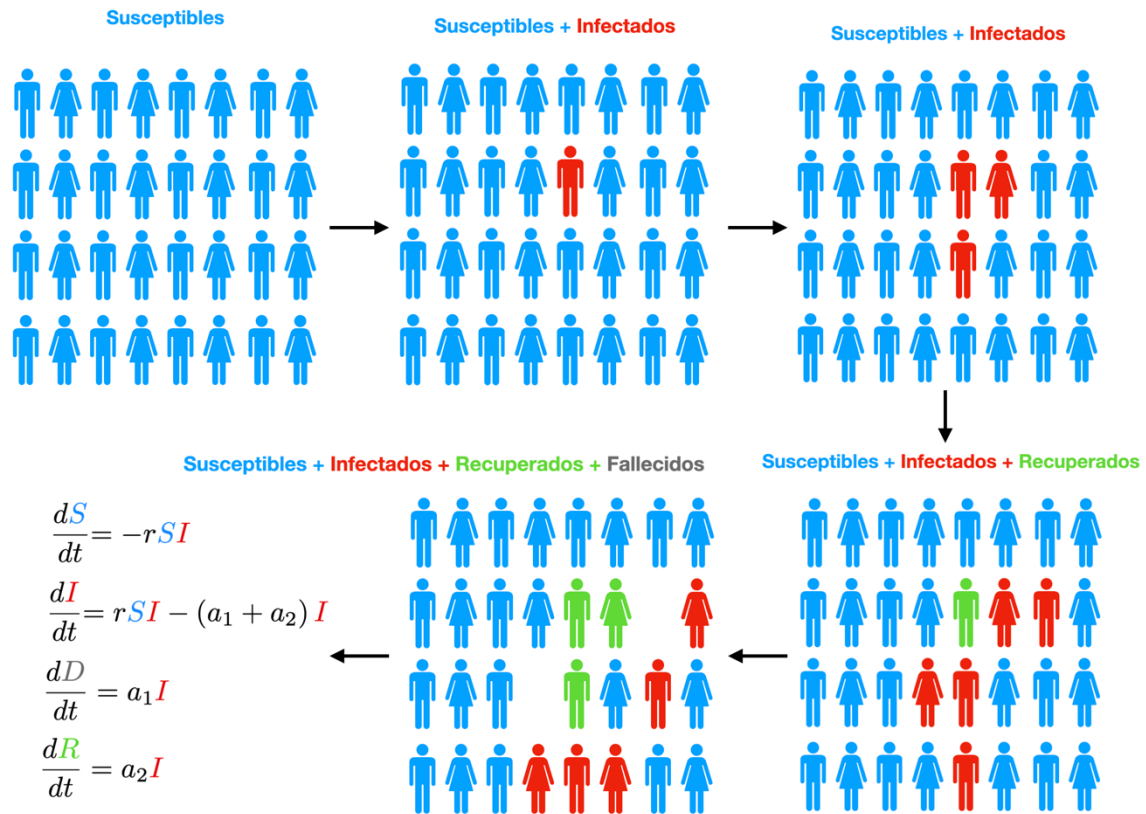 Susceptibles
Susceptibles + Infectados
Susceptibles + Infectados
Susceptibles + Infectados + Recuperados
Susceptibles + Infectados + Recuperados + Fallecidos
dS/dt = −rSI
dI/dt = rSI − (a₁ + a₂) I
dD/dt = a₁I
dR/dt = a₂I